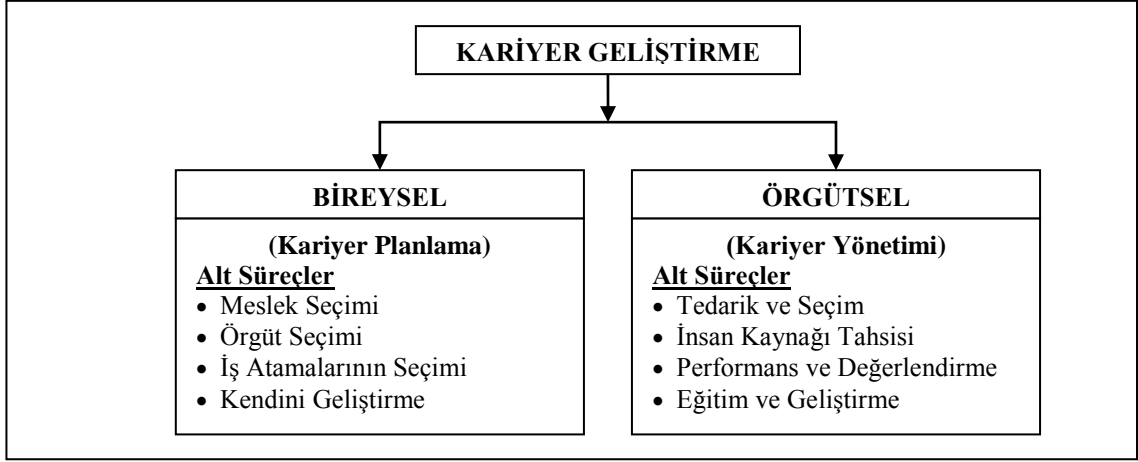 KARİYER GELİŞTİRME
BİREYSEL
(Kariyer Planlama)
Alt Süreçler
• Meslek Seçimi
• Örgüt Seçimi
• İş Atamalarının Seçimi
• Kendini Geliştirme
ÖRGÜTSEL
(Kariyer Yönetimi)
Alt Süreçler
• Tedarik ve Seçim
• İnsan Kaynağı Tahsisi
• Performans ve Değerlendirme
• Eğitim ve Geliştirme